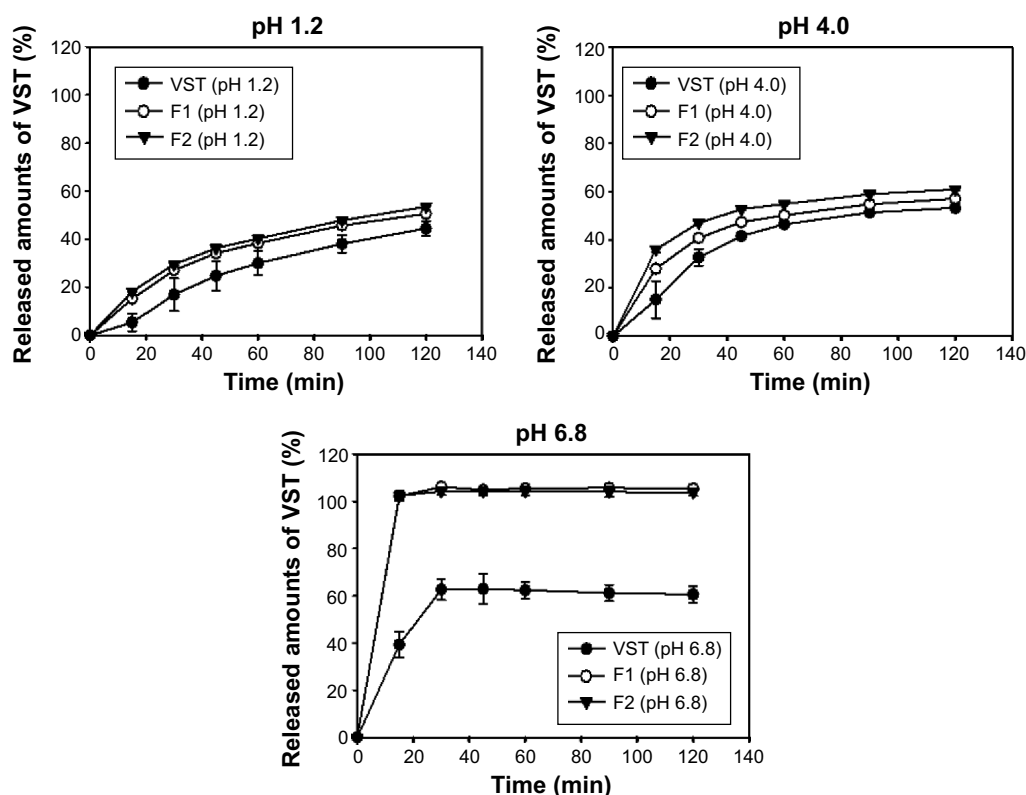 pH 1.2
Released amounts of VST (%)
120
100
80
60
40
20
0
VST (pH 1.2)
F1 (pH 1.2)
F2 (pH 1.2)
0 20 40 60 80 100 120 140
Time (min)
pH 4.0
Released amounts of VST (%)
120
100
80
60
40
20
0
VST (pH 4.0)
F1 (pH 4.0)
F2 (pH 4.0)
0 20 40 60 80 100 120 140
Time (min)
pH 6.8
Released amounts of VST (%)
120
100
80
60
40
20
0
VST (pH 6.8)
F1 (pH 6.8)
F2 (pH 6.8)
0 20 40 60 80 100 120 140
Time (min)